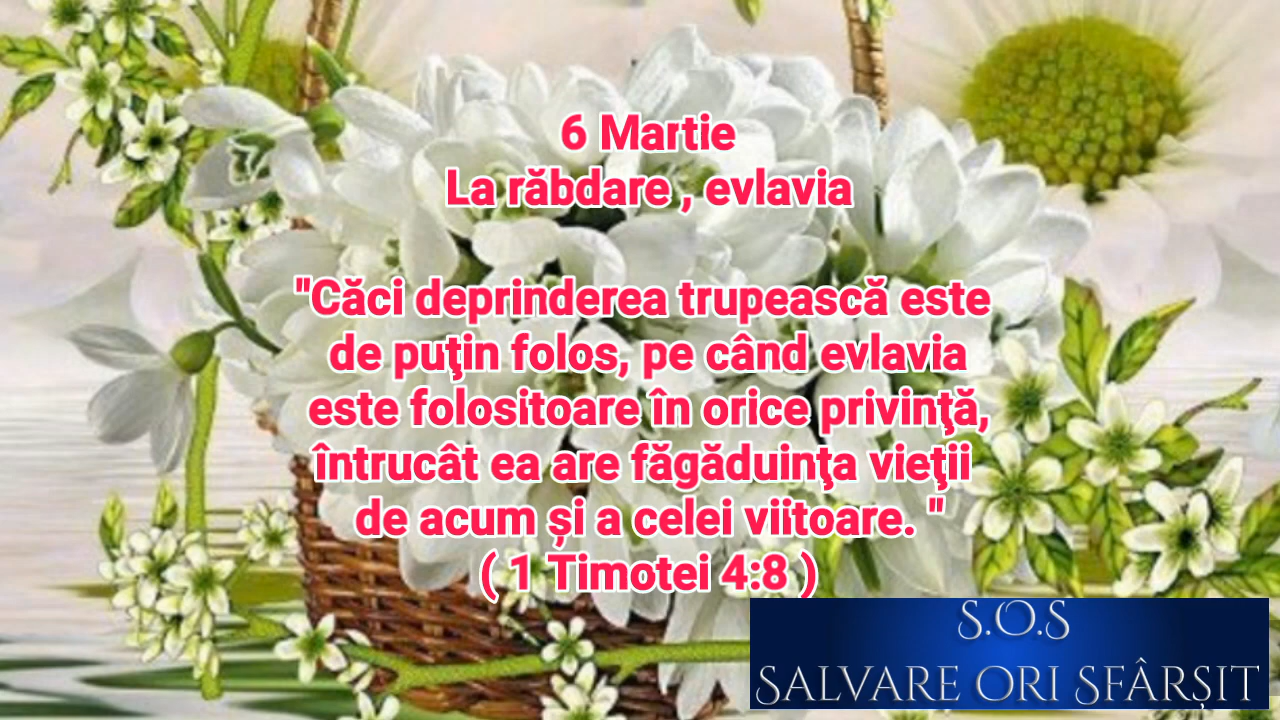 6 Martie
La răbdare , evlavia
"Căci deprinderea trupească este
de puţin folos, pe când evlavia
este folositoare în orice privinţă,
întrucât ea are făgăduinţa vieţii
de acum și a celei viitoare. "
( 1 Timotei 4:8 )
S.O.S
SALVARE ORI SFÂRȘIT